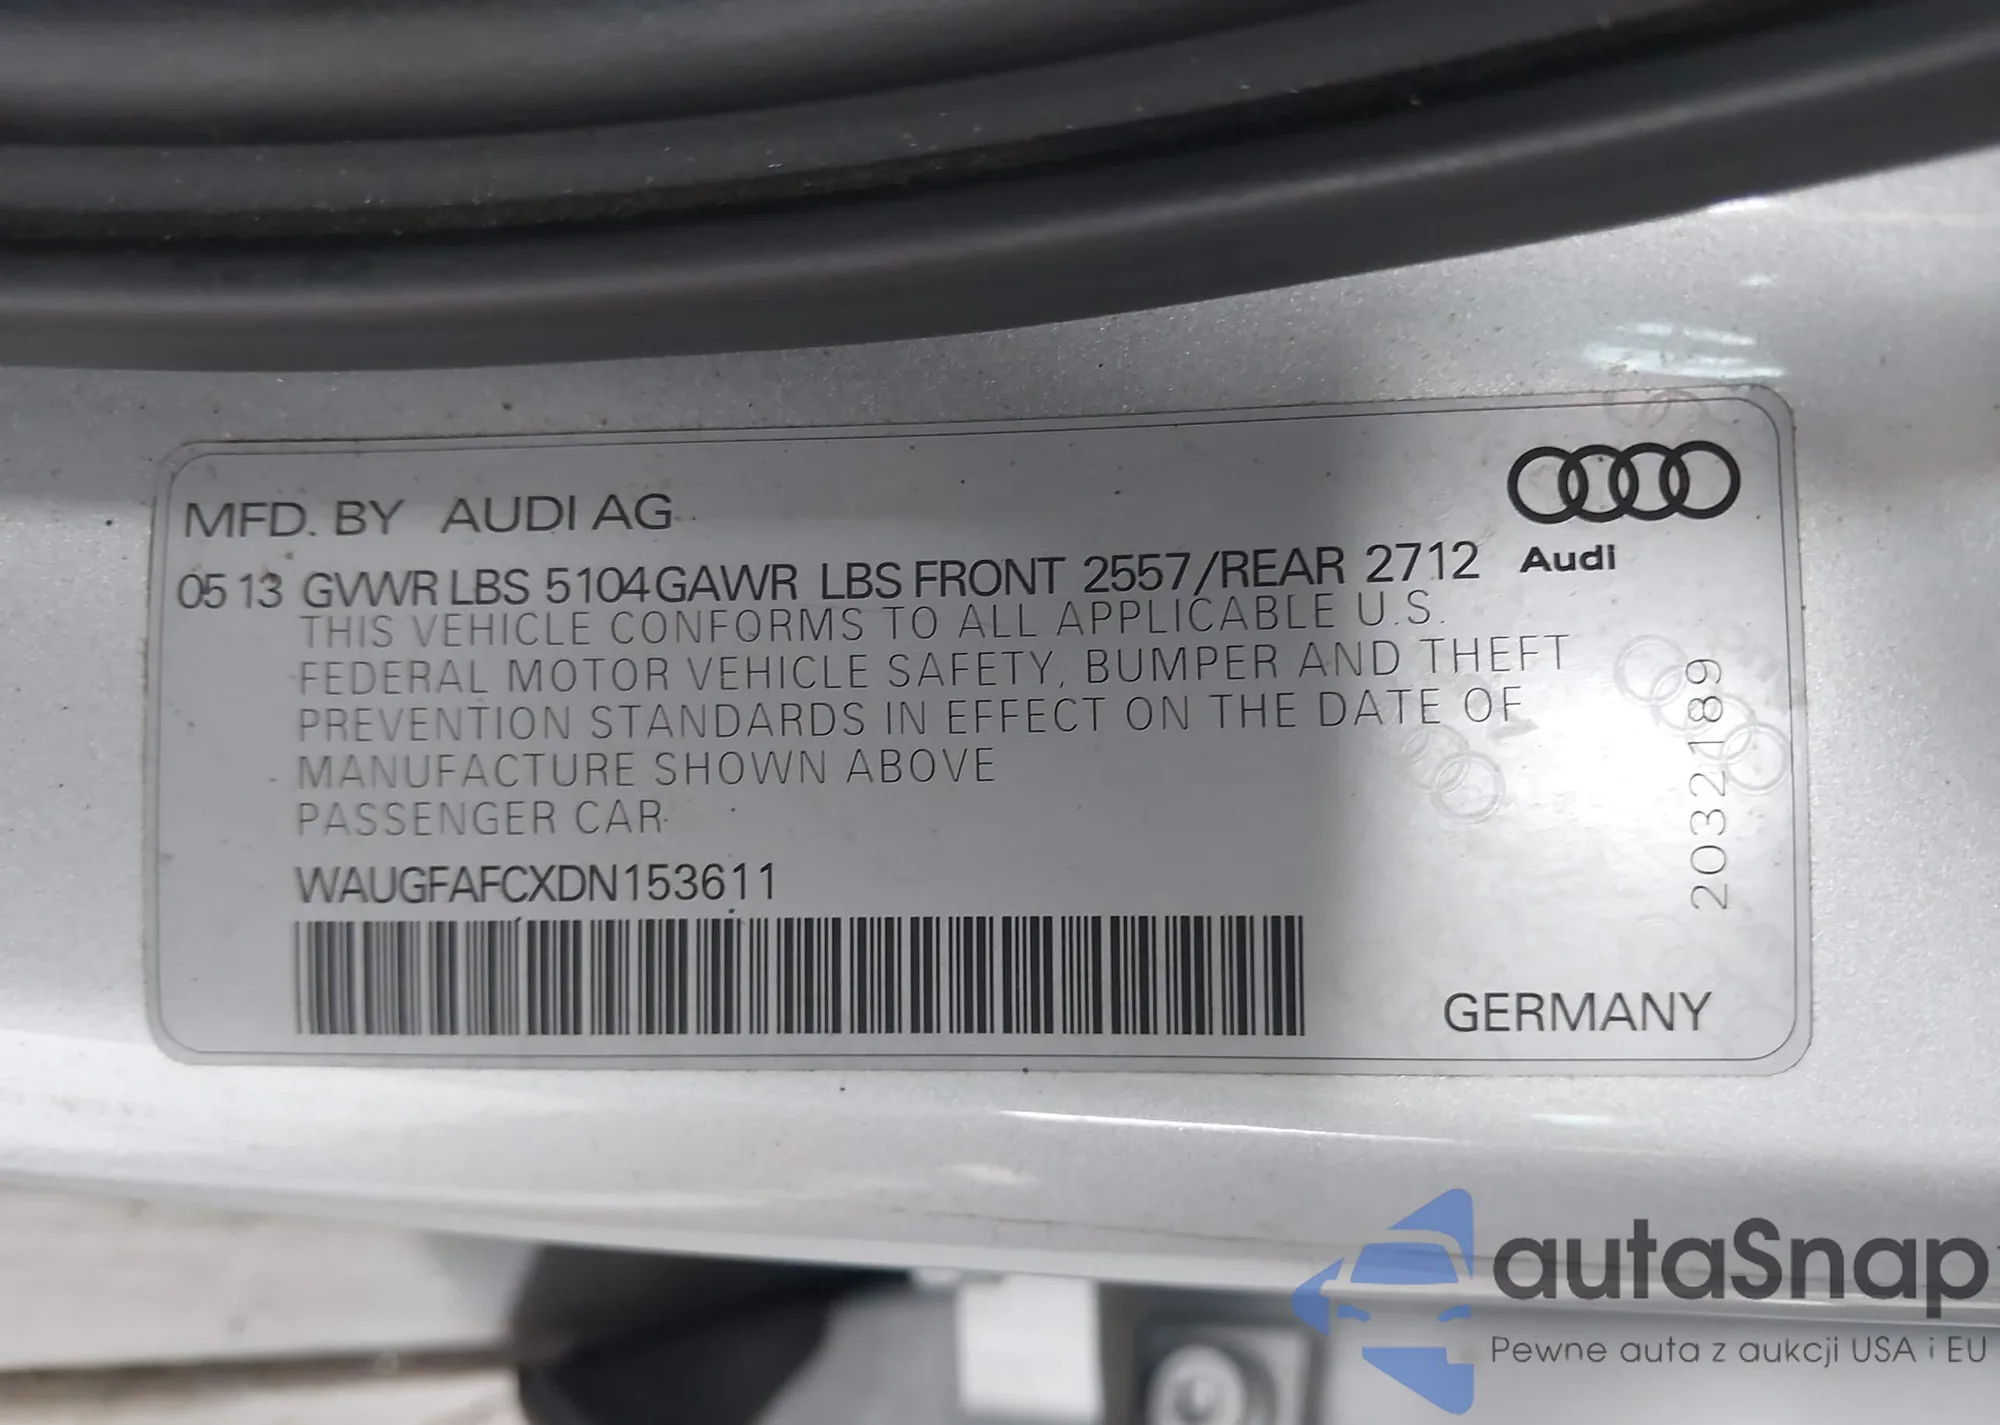 MFD. BY AUDI AG
Audi
05 13 GVWR LBS 5104 GAWR LBS FRONT 2557/REAR 2712
THIS VEHICLE CONFORMS TO ALL APPLICABLE U.S.
FEDERAL MOTOR VEHICLE SAFETY, BUMPER AND THEFT
PREVENTION STANDARDS IN EFFECT ON THE DATE OF
MANUFACTURE SHOWN ABOVE
PASSENGER CAR
WAUGFAFCXDN153611
2032189
GERMANY
autaSnap
Pewne auta z aukcji USA i EU